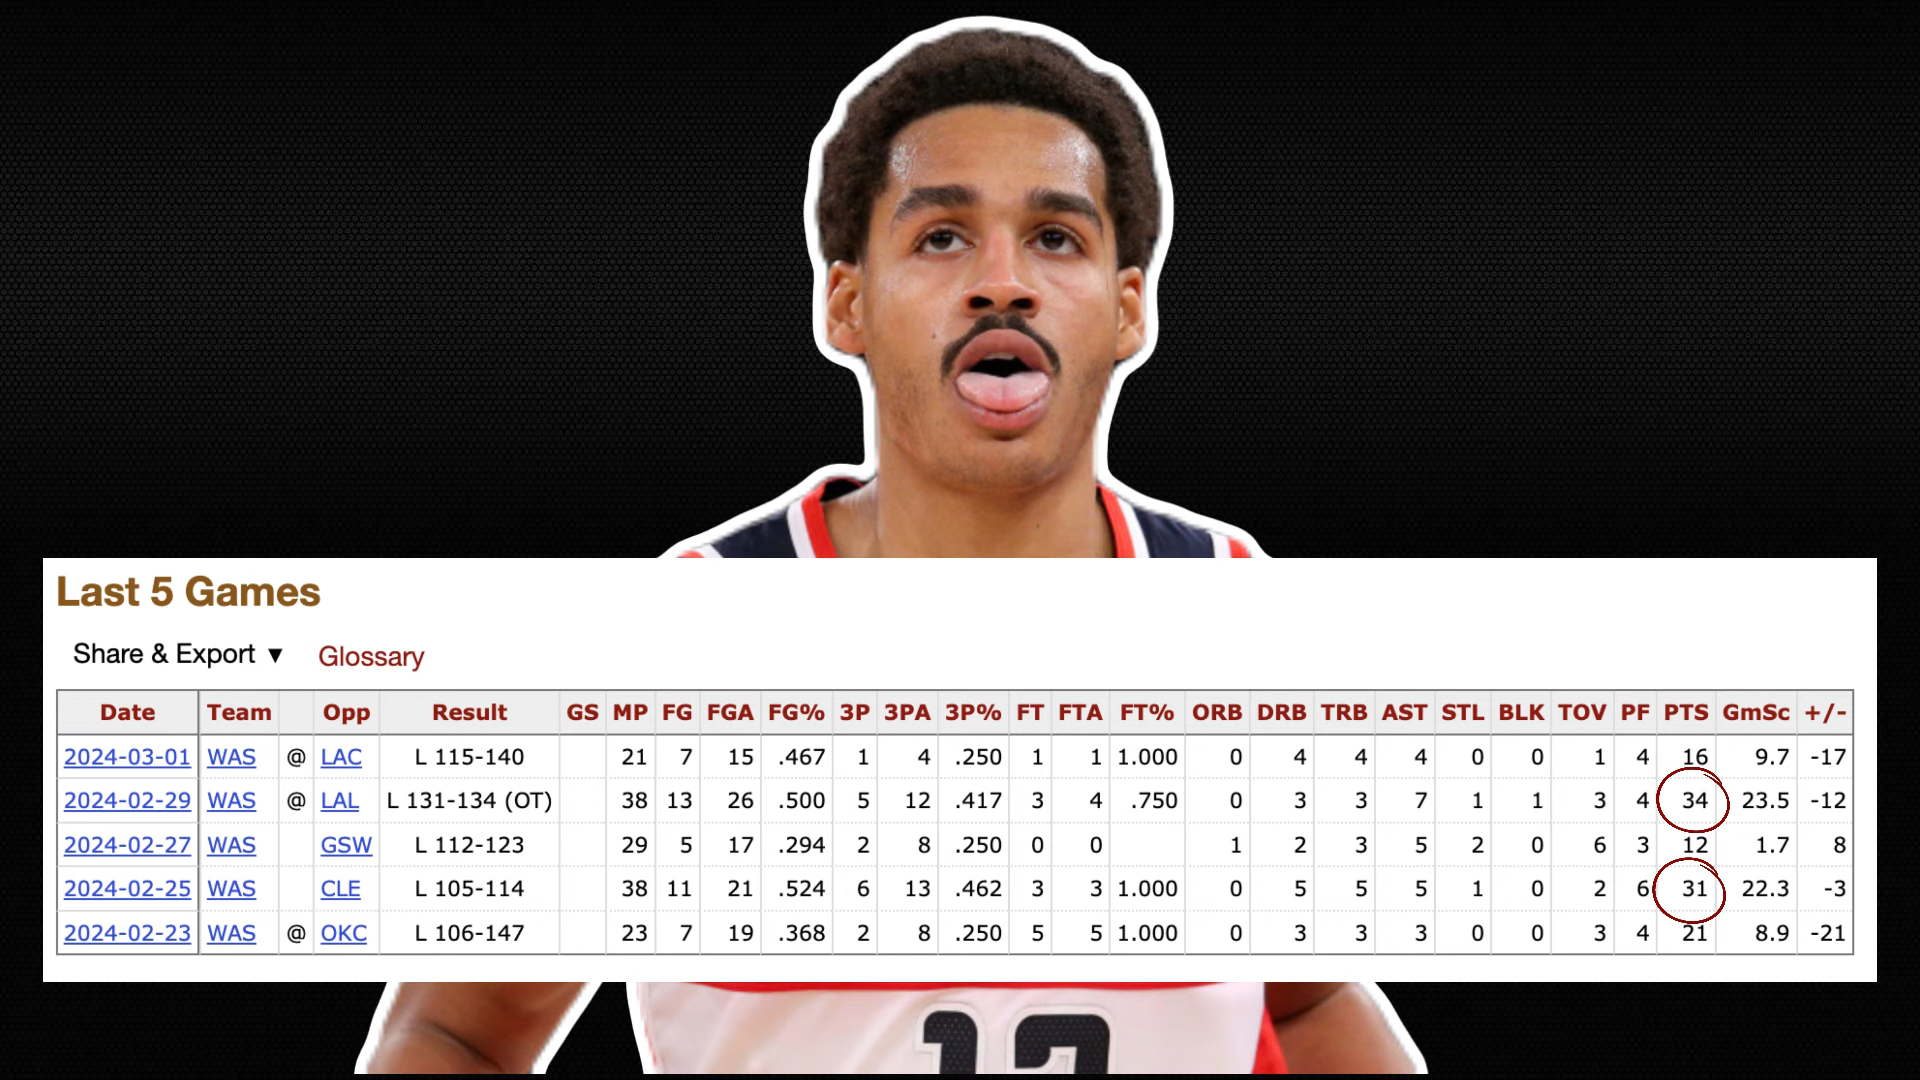 Last 5 Games
Share & Export ▼ Glossary
Date Team Opp Result GS MP FG FGA FG% 3P 3PA 3P% FT FTA FT% ORB DRB TRB AST STL BLK TOV PF PTS GmSc +/-
2024-03-01 WAS @ LAC L 115-140 21 7 15 .467 1 4 .250 1 1 1.000 0 4 4 4 0 0 1 4 16 9.7 -17
2024-02-29 WAS @ LAL L 131-134 (OT) 38 13 26 .500 5 12 .417 3 4 .750 0 3 3 7 1 1 3 4 34 23.5 -12
2024-02-27 WAS GSW L 112-123 29 5 17 .294 2 8 .250 0 0 1 2 3 5 2 0 6 3 12 1.7 8
2024-02-25 WAS CLE L 105-114 38 11 21 .524 6 13 .462 3 3 1.000 0 5 5 5 1 0 2 6 31 22.3 -3
2024-02-23 WAS @ OKC L 106-147 23 7 19 .368 2 8 .250 5 5 1.000 0 3 3 3 0 0 3 4 21 8.9 -21